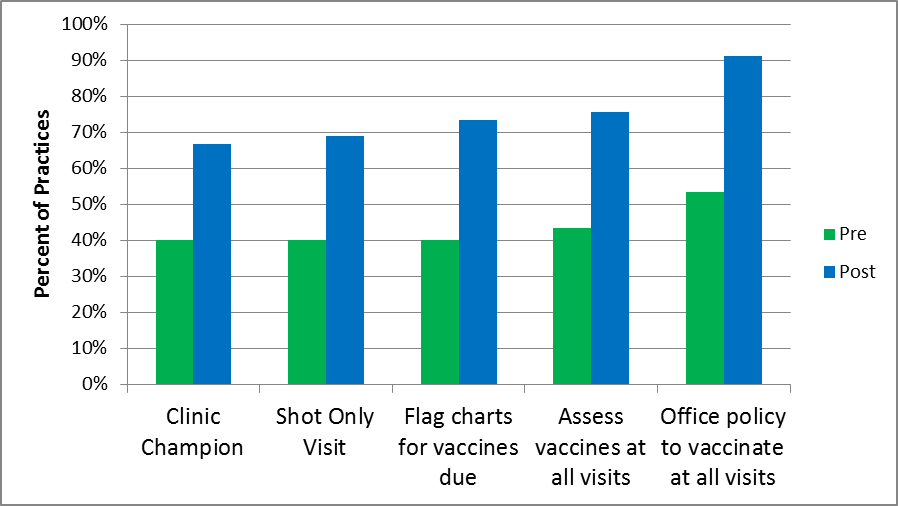 100%
90%
80%
70%
60%
50%
40%
30%
20%
10%
0%
Percent of Practices
Clinic
Champion
Shot Only
Visit
Flag charts
for vaccines
due
Assess
vaccines at
all visits
Office policy
to vaccinate
at all visits
Pre
Post